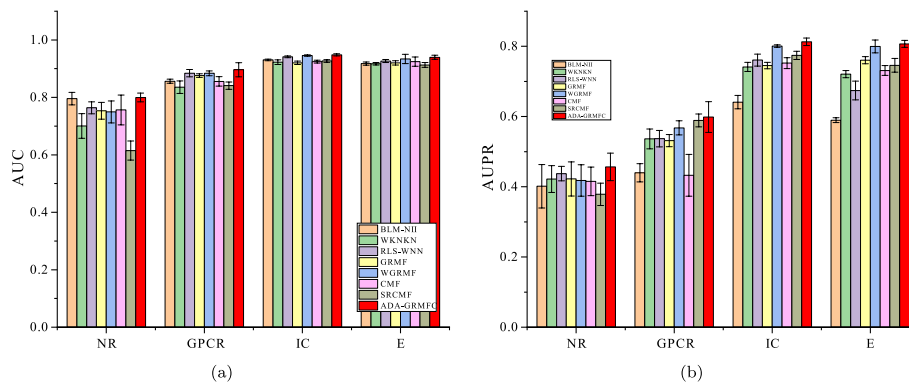 1.0
0.8
0.6
0.4
0.2
0.0
AUC
BLM-NII
WKNKN
RLS-WNN
GRMF
WGRMF
CMF
SRCMF
ADA-GRMFC
NR GPCR IC E
(a)
0.8
0.6
0.4
0.2
0.0
AUPR
BLM-NII
WKNKN
RLS-WNN
GRMF
WGRMF
CMF
SRCMF
ADA-GRMFC
NR GPCR IC E
(b)